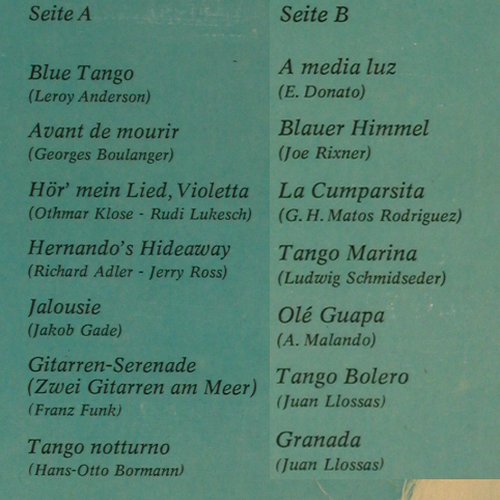 Seite A
Blue Tango
(Leroy Anderson)
Avant de mourir
(Georges Boulanger)
Hör' mein Lied, Violetta
(Othmar Klose - Rudi Lukesch)
Hernando's Hideaway
(Richard Adler - Jerry Ross)
Jalousie
(Jakob Gade)
Gitarren-Serenade
(Zwei Gitarren am Meer)
(Franz Funk)
Tango notturno
(Hans-Otto Bormann)
Seite B
A media luz
(E. Donato)
Blauer Himmel
(Joe Rixner)
La Cumparsita
(G. H. Matos Rodriguez)
Tango Marina
(Ludwig Schmidseder)
Olé Guapa
(A. Malando)
Tango Bolero
(Juan Llossas)
Granada
(Juan Llossas)